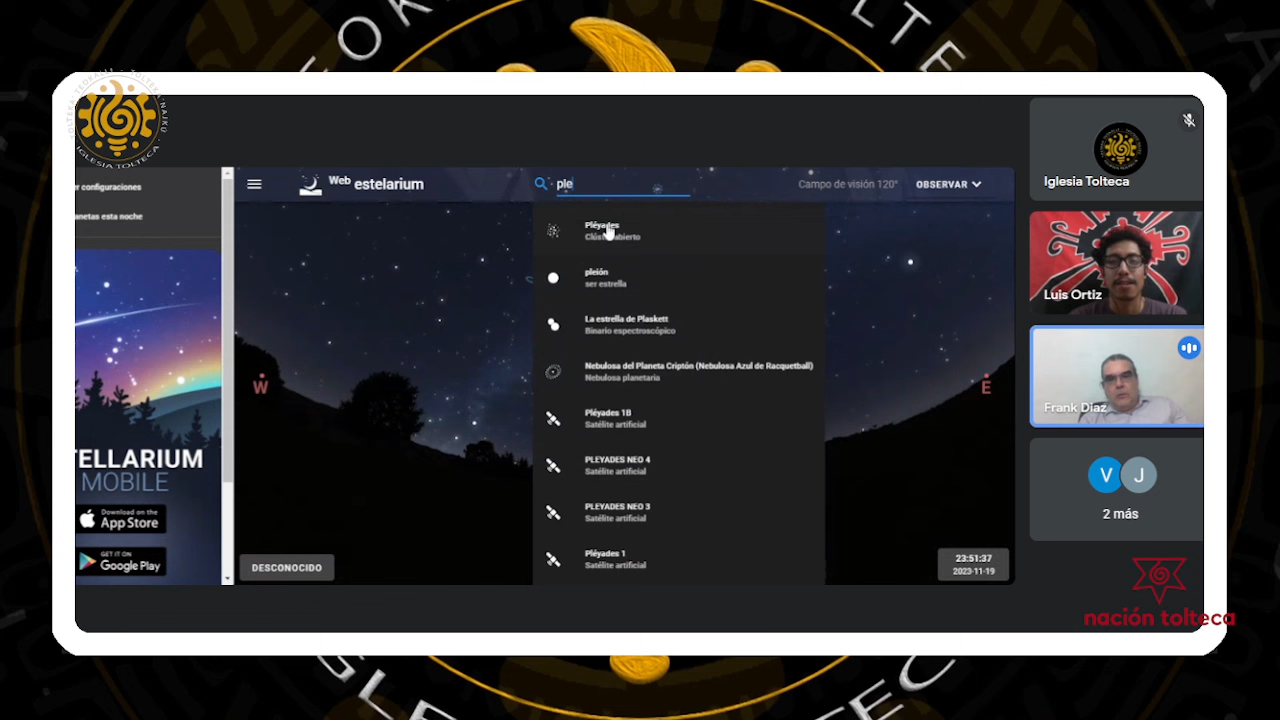 IGLESIA TOLTECA
er configuraciones
anetas esta noche
TELLARIUM
MOBILE
Download on the
App Store
GET IT ON
Google Play
Web estelarium
ple
Campo de visión 120°
OBSERVAR
Pléyades
Clúster abierto
pleión
ser estrella
La estrella de Plaskett
Binario espectroscópico
Nebulosa del Planeta Criptón (Nebulosa Azul de Racquetball)
Nebulosa planetaria
Pléyades 1B
Satélite artificial
PLEYADES NEO 4
Satélite artificial
PLEYADES NEO 3
Satélite artificial
Pléyades 1
Satélite artificial
W
E
DESCONOCIDO
23:51:37
2023-11-19
Iglesia Tolteca
Luis Ortiz
Frank Diaz
V
J
2 más
nación tolteca